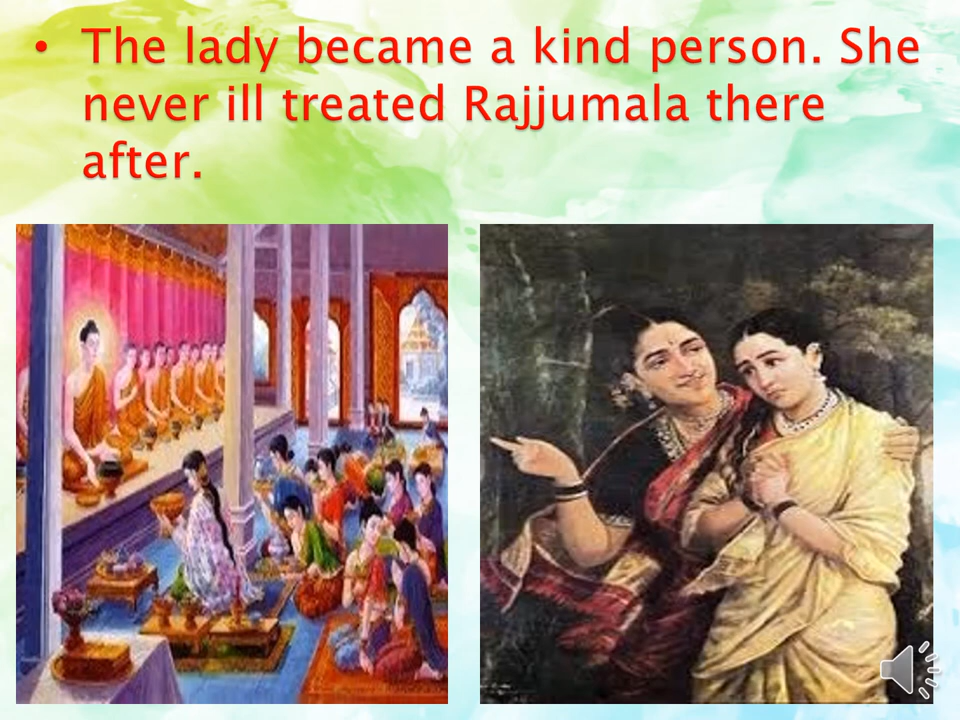 • The lady became a kind person. She
never ill treated Rajjumala there
after.